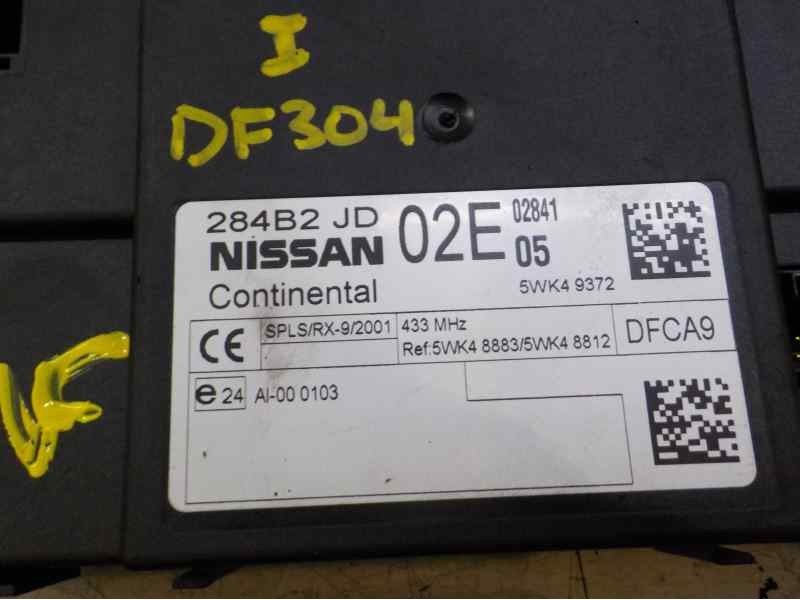 I
DF304
284B2 JD 02E 02841
NISSAN 05
Continental 5WK4 9372
CE SPLS/RX-9/2001 433 MHz
Ref:5WK4 8883/5WK4 8812 DFCA9
e 24 AI-00 0103
VF